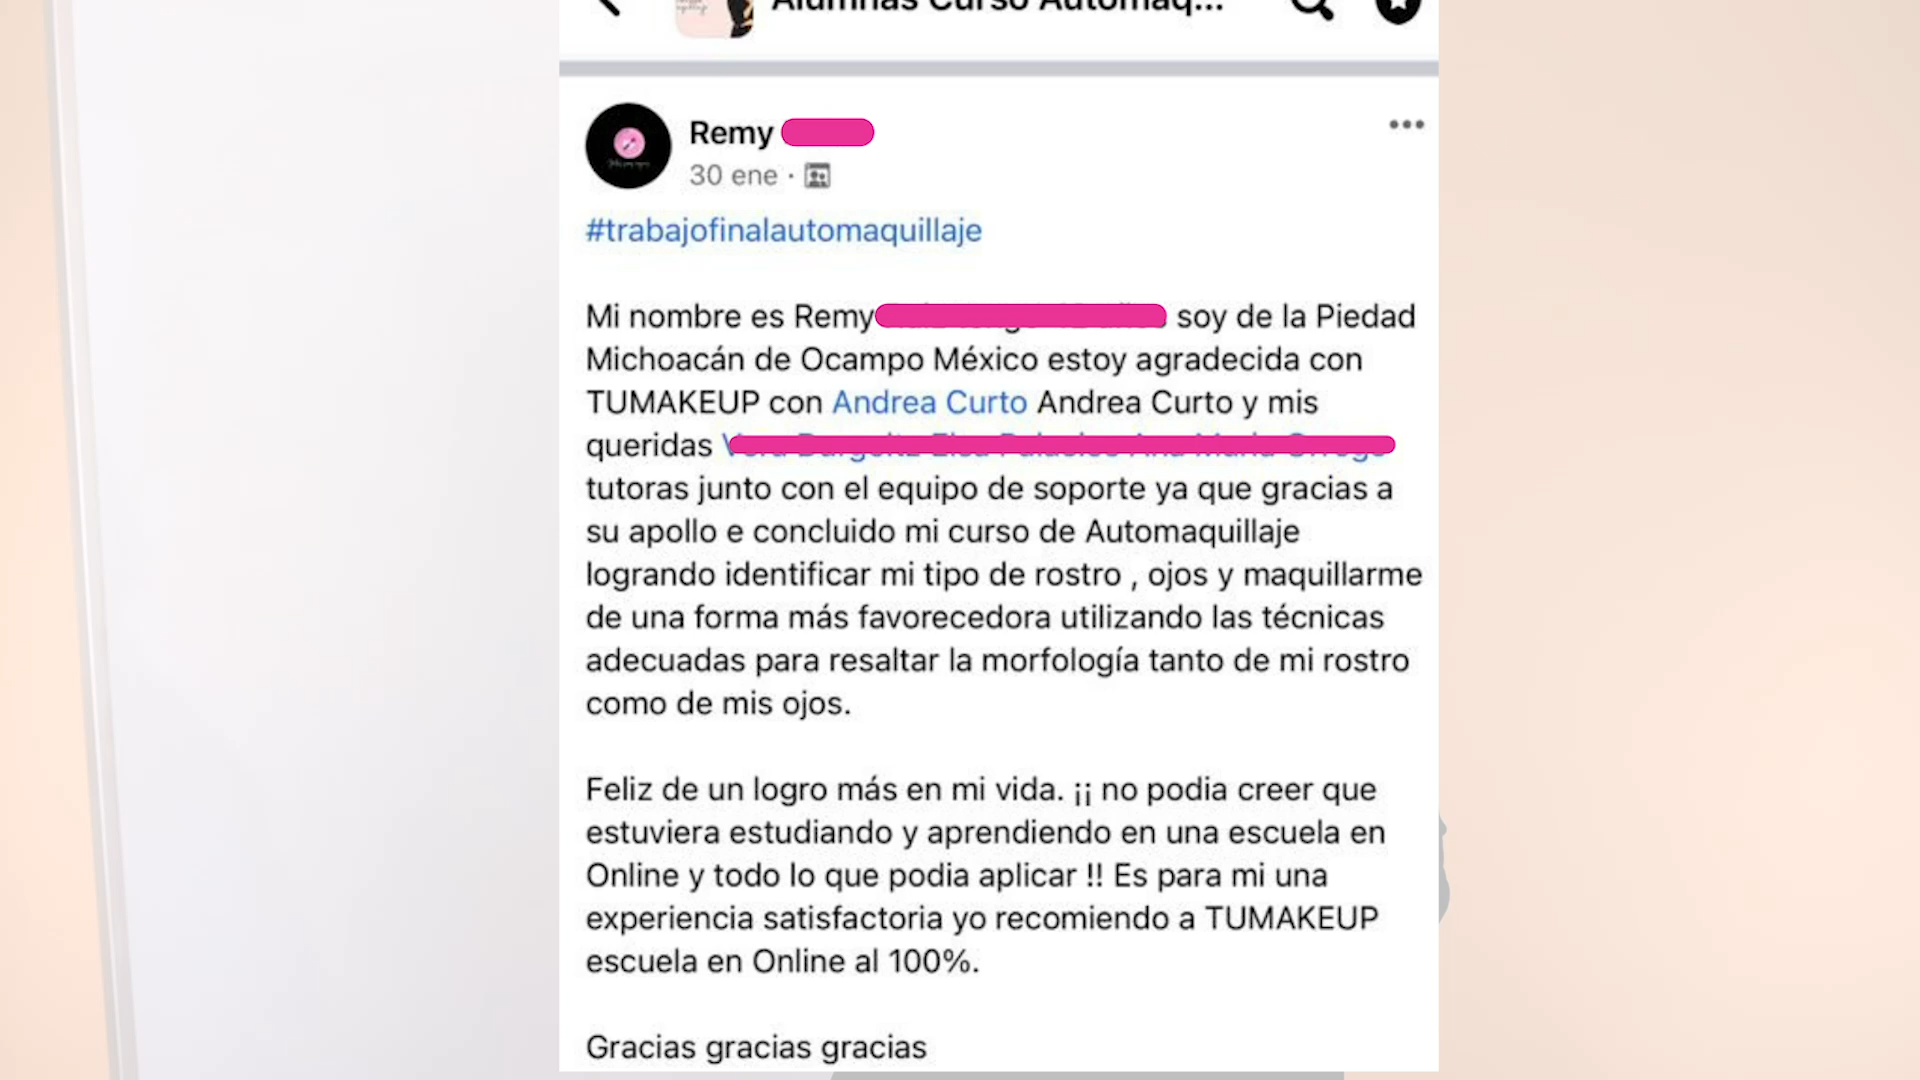 Alumnas Curso Automaq...
Remy
30 ene ·
#trabajofinalautomaquillaje
Mi nombre es Remy soy de la Piedad
Michoacán de Ocampo México estoy agradecida con
TUMAKEUP con Andrea Curto Andrea Curto y mis
queridas
tutoras junto con el equipo de soporte ya que gracias a
su apollo e concluido mi curso de Automaquillaje
logrando identificar mi tipo de rostro , ojos y maquillarme
de una forma más favorecedora utilizando las técnicas
adecuadas para resaltar la morfología tanto de mi rostro
como de mis ojos.
Feliz de un logro más en mi vida. ¡¡ no podia creer que
estuviera estudiando y aprendiendo en una escuela en
Online y todo lo que podia aplicar !! Es para mi una
experiencia satisfactoria yo recomiendo a TUMAKEUP
escuela en Online al 100%.
Gracias gracias gracias